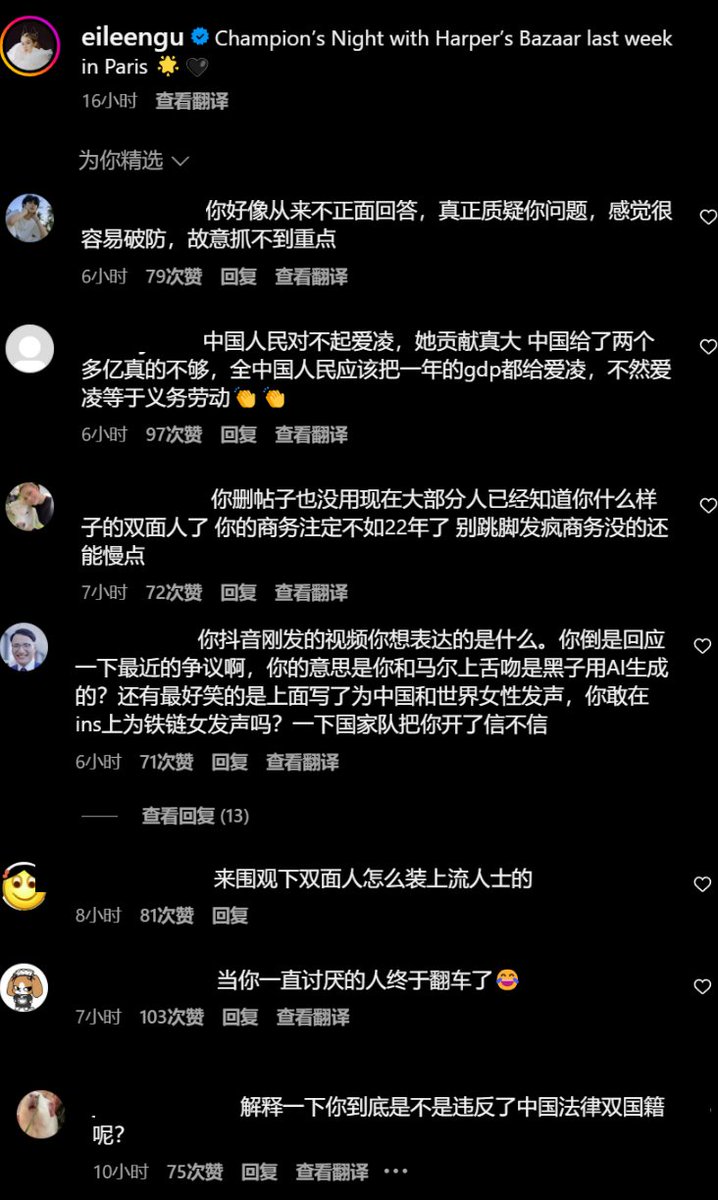 eileengu Champion's Night with Harper's Bazaar last week
in Paris 🌟🖤
16小时 查看翻译
为你精选
你好像从来不正面回答，真正质疑你问题，感觉很
容易破防，故意抓不到重点
6小时 79次赞 回复 查看翻译
中国人民对不起爱凌，她贡献真大 中国给了两个
多亿真的不够，全中国人民应该把一年的gdp都给爱凌，不然爱
凌等于义务劳动👏👏
6小时 97次赞 回复 查看翻译
你删帖子也没用现在大部分人已经知道你什么样
子的双面人了 你的商务注定不如22年了 别跳脚发疯商务没的还
能慢点
7小时 72次赞 回复 查看翻译
你抖音刚发的视频你想表达的是什么。你倒是回应
一下最近的争议啊，你的意思是你和马尔上舌吻是黑子用AI生成
的？还有最好笑的是上面写了为中国和世界女性发声，你敢在
ins上为铁链女发声吗？一下国家队把你开了信不信
6小时 71次赞 回复 查看翻译
查看回复 (13)
来围观下双面人怎么装上流人士的
8小时 81次赞 回复
当你一直讨厌的人终于翻车了😂
7小时 103次赞 回复 查看翻译
解释一下你到底是不是违反了中国法律双国籍
呢？
10小时 75次赞 回复 查看翻译 •••